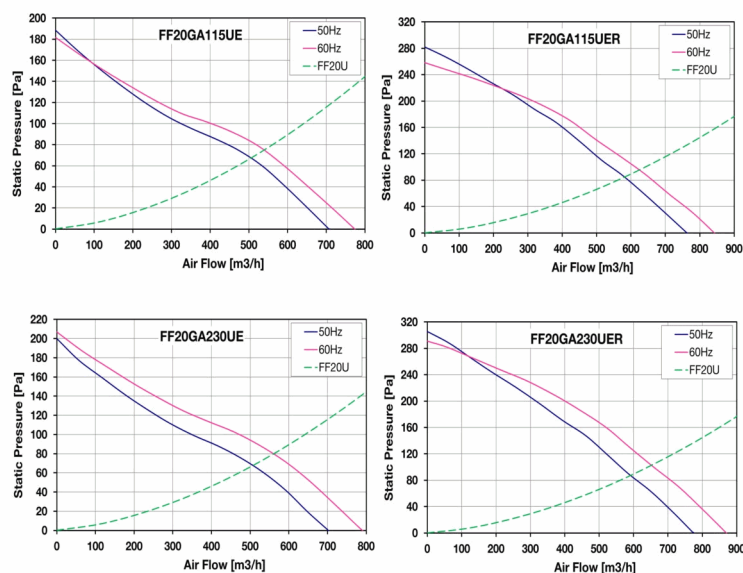 FF20GA115UE
50Hz
60Hz
FF20U
Static Pressure [Pa]
200
180
160
140
120
100
80
60
40
20
0
0 100 200 300 400 500 600 700 800
Air Flow [m3/h]
FF20GA115UER
50Hz
60Hz
FF20U
Static Pressure [Pa]
320
280
240
200
160
120
80
40
0
0 100 200 300 400 500 600 700 800 900
Air Flow [m3/h]
FF20GA230UE
50Hz
60Hz
FF20U
Static Pressure [Pa]
220
200
180
160
140
120
100
80
60
40
20
0
0 100 200 300 400 500 600 700 800
Air Flow [m3/h]
FF20GA230UER
50Hz
60Hz
FF20U
Static Pressure [Pa]
320
280
240
200
160
120
80
40
0
0 100 200 300 400 500 600 700 800 900
Air Flow [m3/h]